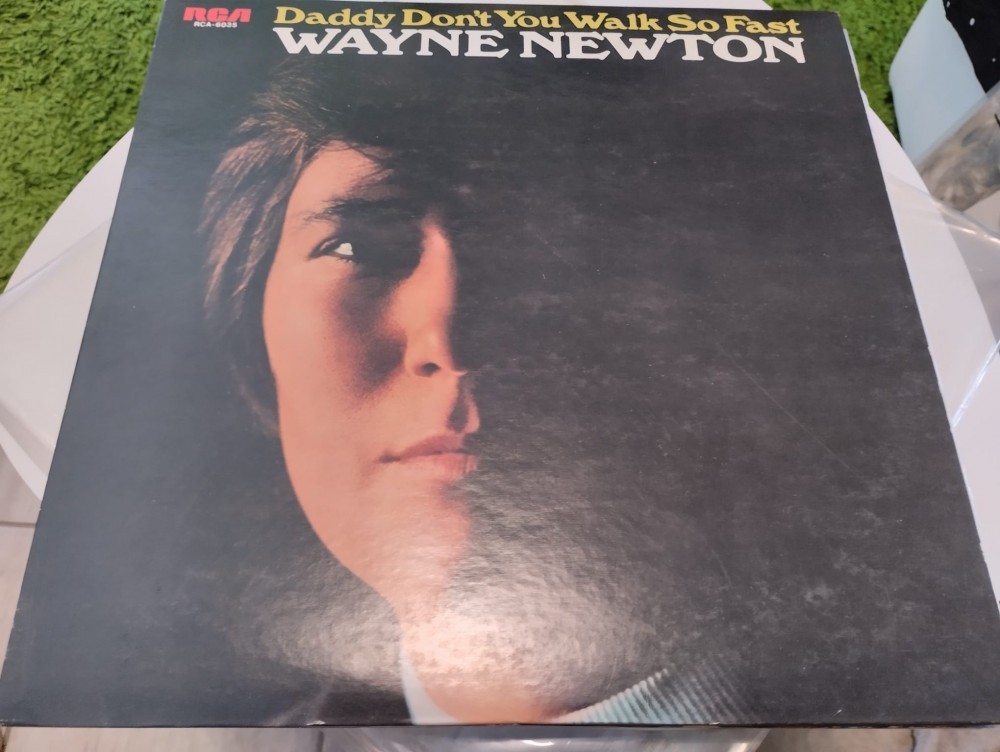 RCA
RCA-6035
Daddy Don't You Walk So Fast
WAYNE NEWTON